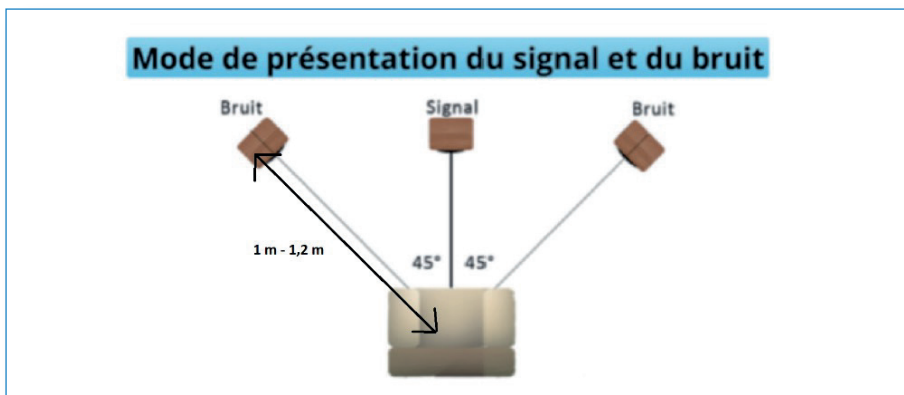 Mode de présentation du signal et du bruit
Bruit
Signal
Bruit
1 m - 1,2 m
45°
45°